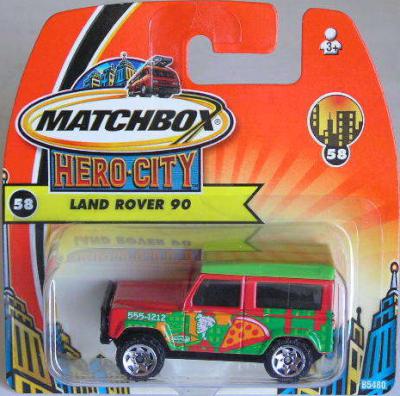 3+
MATCHBOX
HERO-CITY
58
58 LAND ROVER 90
555-1212
85480